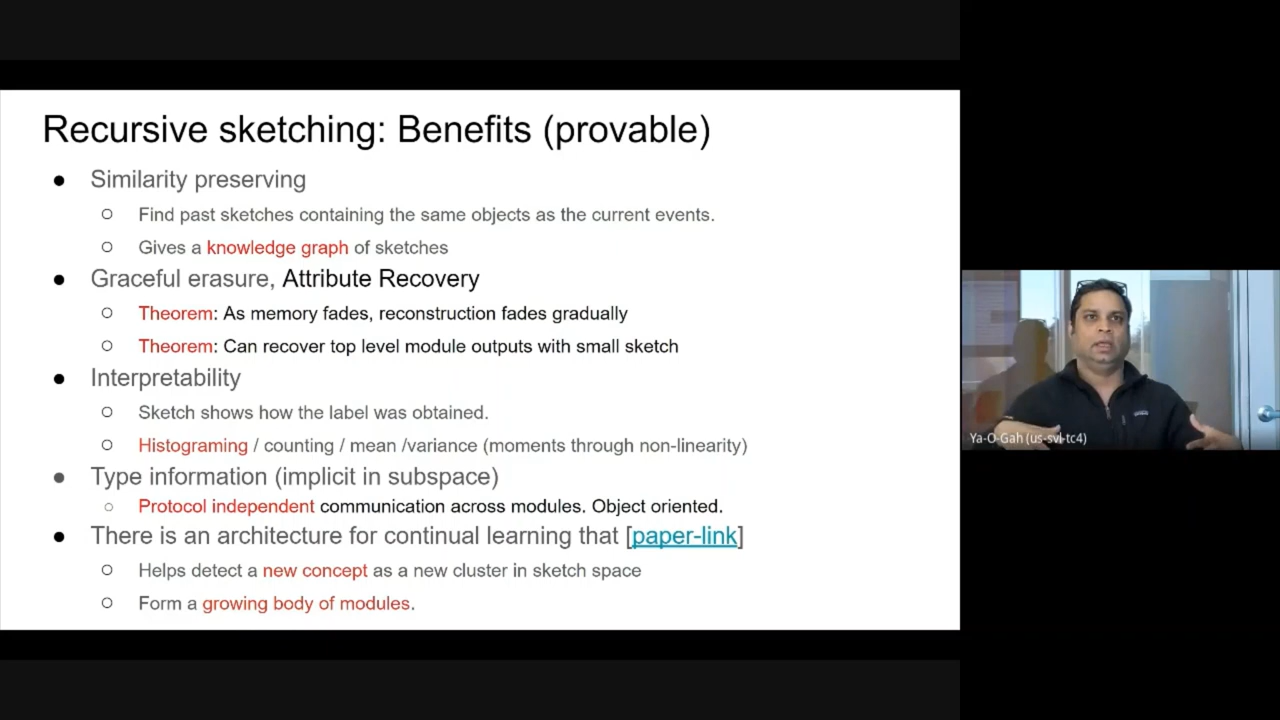 Recursive sketching: Benefits (provable)
Similarity preserving
Find past sketches containing the same objects as the current events.
Gives a knowledge graph of sketches
Graceful erasure, Attribute Recovery
Theorem: As memory fades, reconstruction fades gradually
Theorem: Can recover top level module outputs with small sketch
Interpretability
Sketch shows how the label was obtained.
Histograming / counting / mean /variance (moments through non-linearity)
Type information (implicit in subspace)
Protocol independent communication across modules. Object oriented.
There is an architecture for continual learning that [paper-link]
Helps detect a new concept as a new cluster in sketch space
Form a growing body of modules.
Ya-O-Gah (us-svl-tc4)